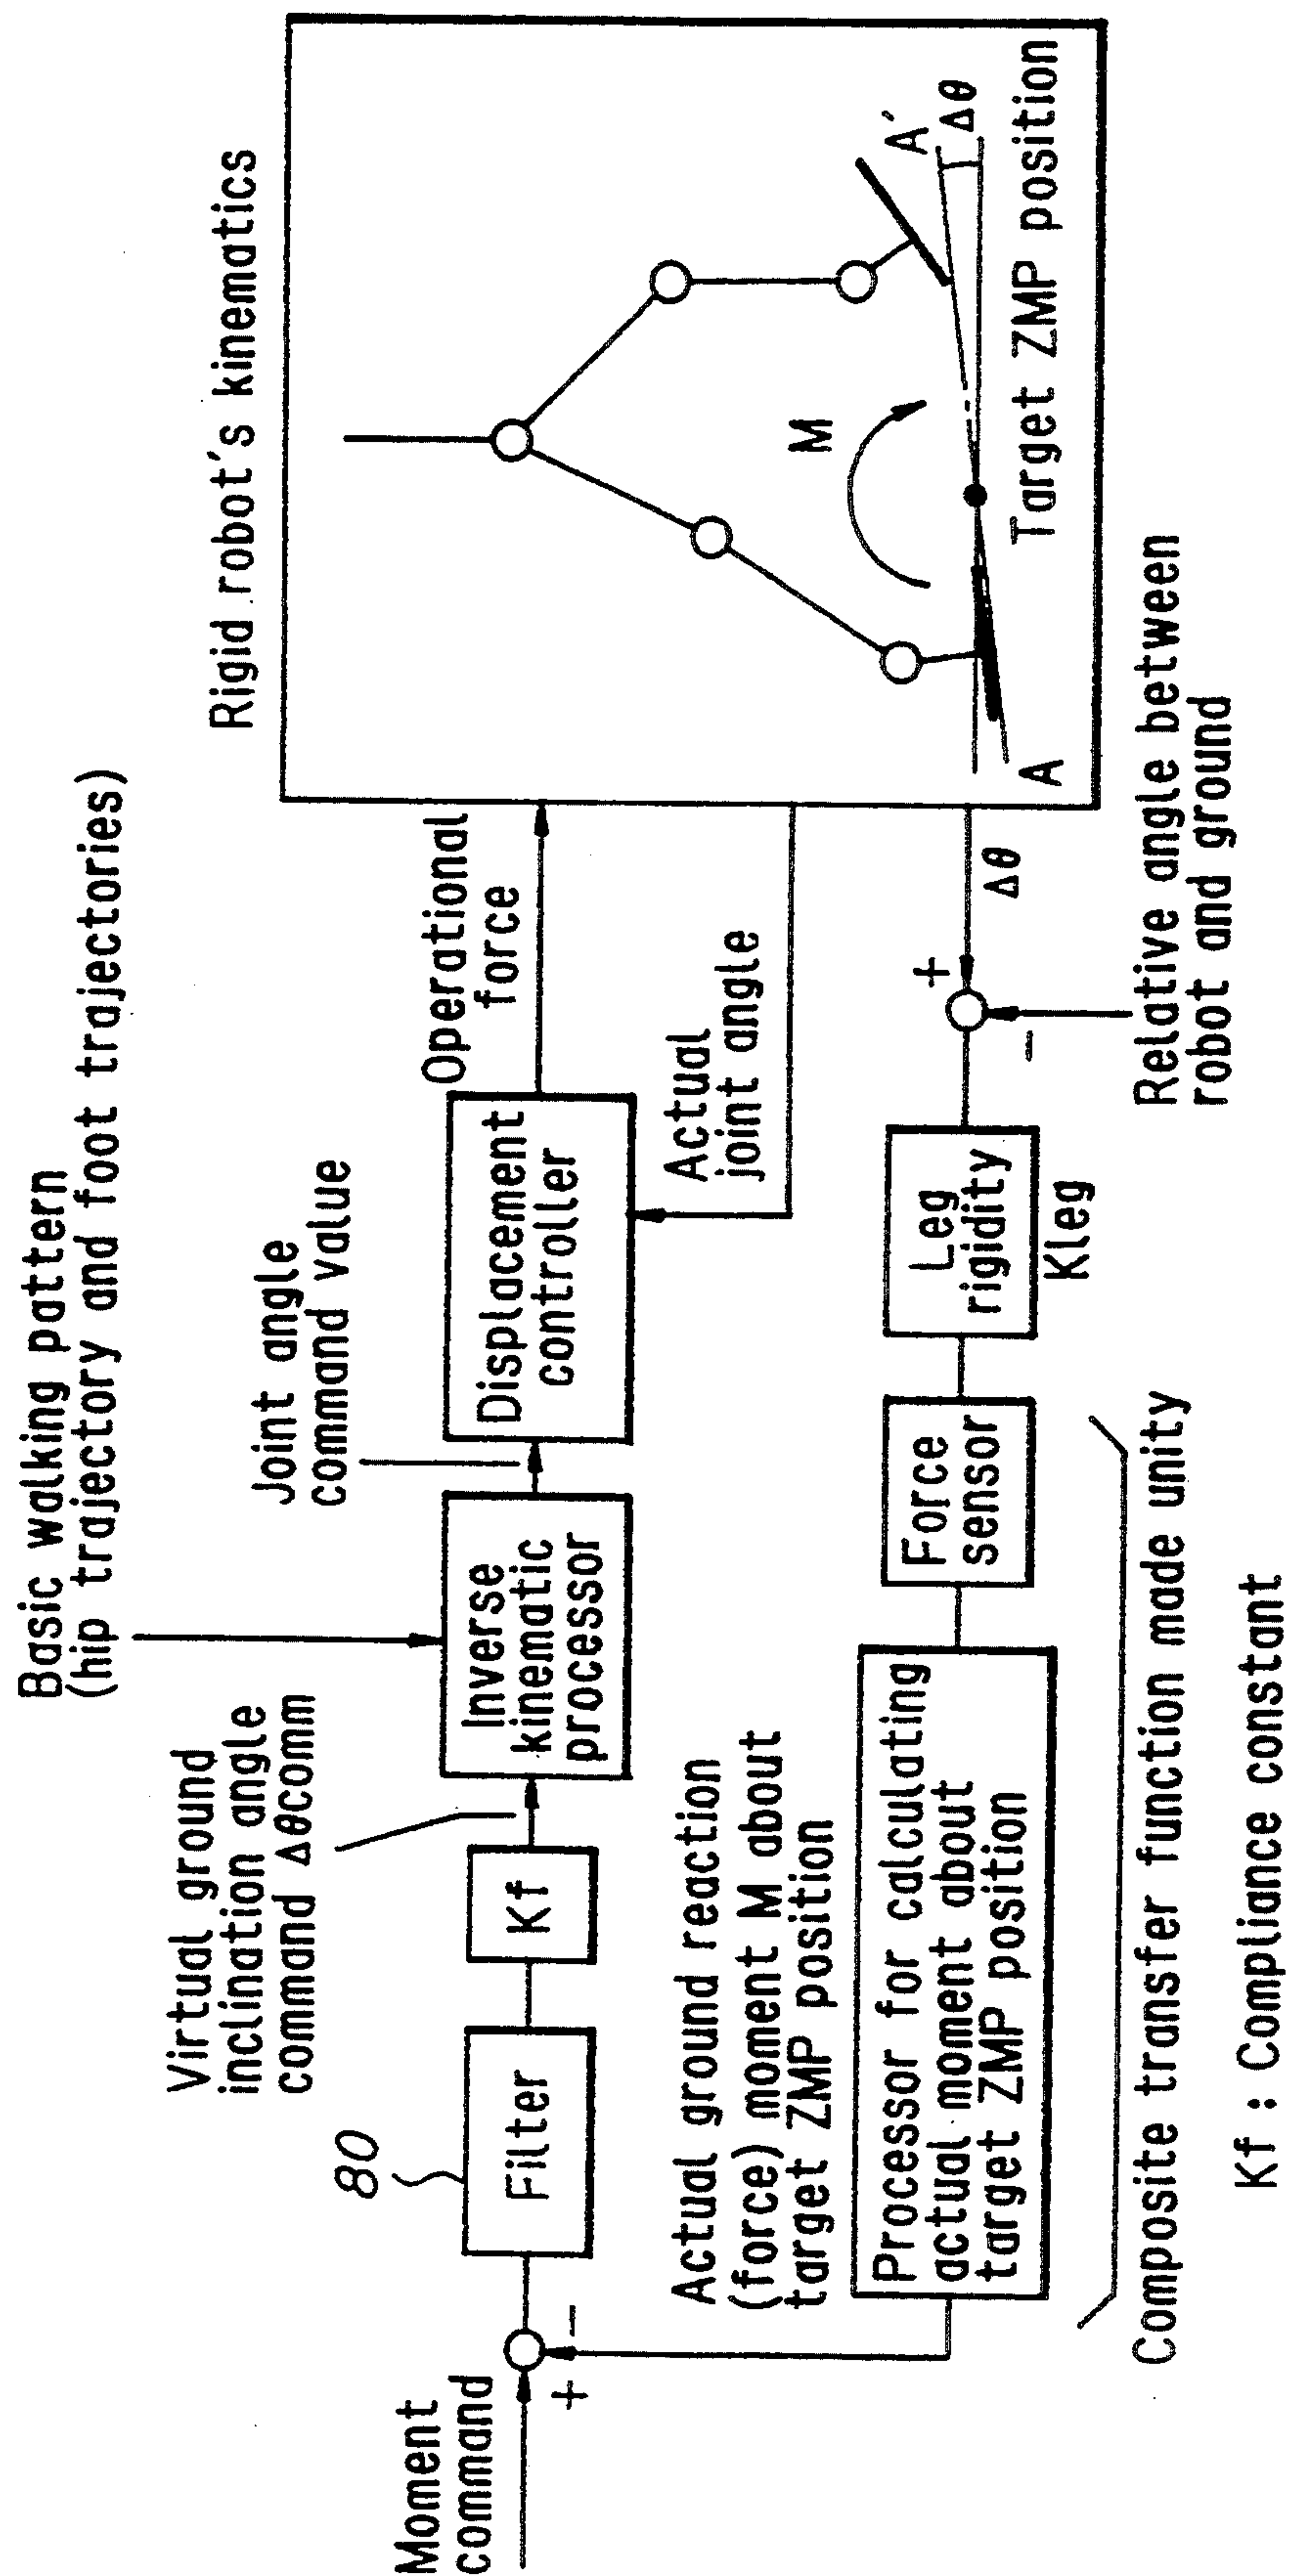 Basic walking pattern
(hip trajectory and foot trajectories)
Rigid robot's kinematics
Virtual ground
inclination angle
command Δθcomm
Joint angle
command value
Operational
force
80
Moment
command
+
−
Filter
Kf
Inverse
kinematic
processor
Displacement
controller
Actual
joint angle
M
A'
Δθ
A
Target ZMP position
Actual ground reaction
(force) moment M about
target ZMP position
Processor for calculating
actual moment about
target ZMP position
Force
sensor
Leg
rigidity
Kleg
+
−
Δθ
Relative angle between
robot and ground
Composite transfer function made unity
Kf : Compliance constant